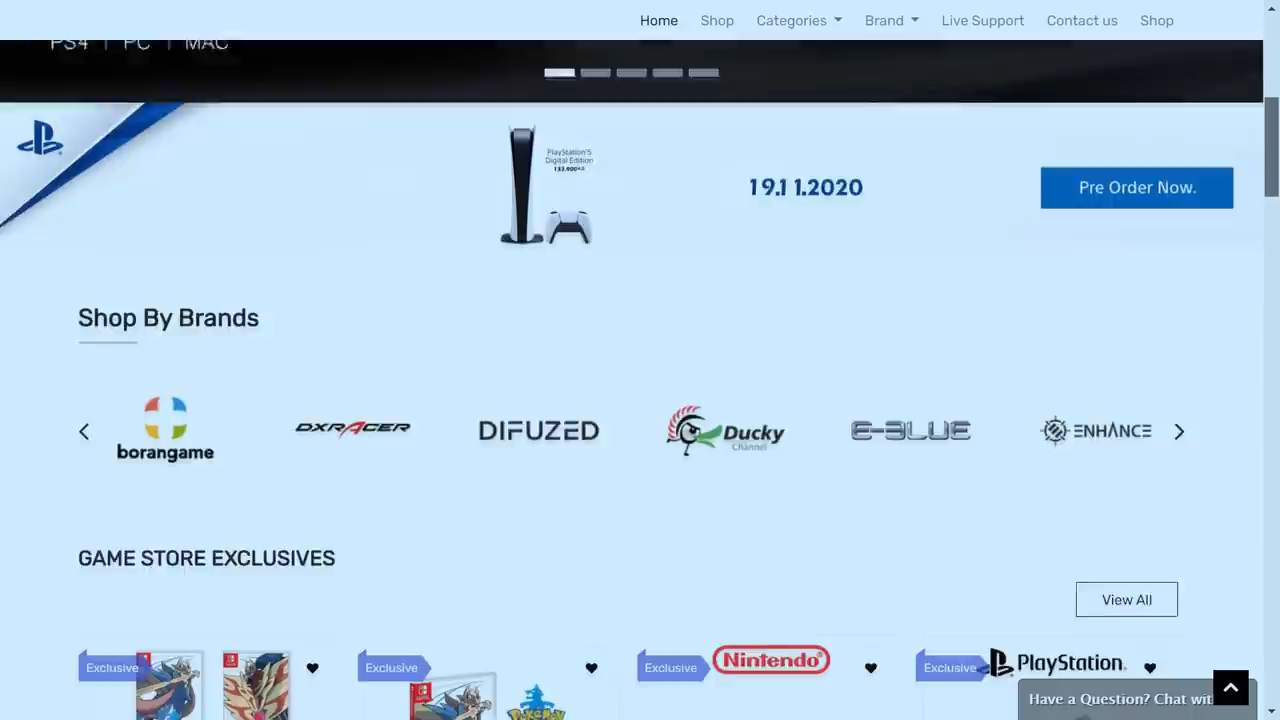 Home Shop Categories Brand Live Support Contact us Shop
PS4 | PC | MAC
PlayStation®5
Digital Edition
19.11.2020
Pre Order Now.
Shop By Brands
borangame
DXRACER
DIFUZED
Ducky
Channel
E-BLUE
ENHANCE
GAME STORE EXCLUSIVES
View All
Exclusive
Exclusive
Exclusive
Nintendo®
Exclusive
PlayStation.
Have a Question? Chat wit